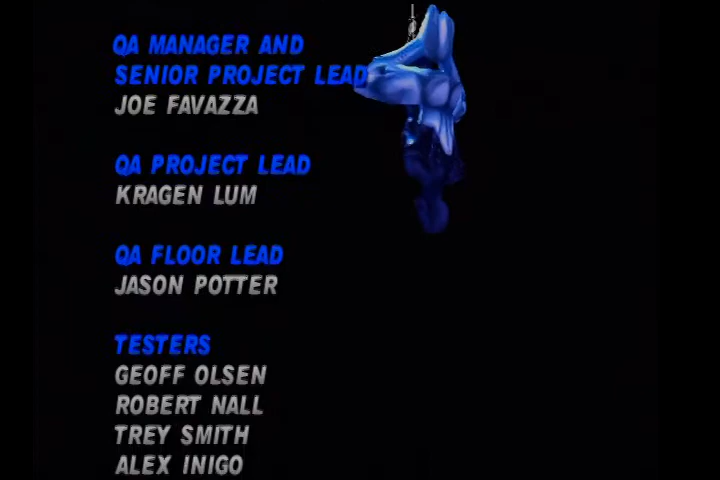 QA MANAGER AND
SENIOR PROJECT LEAD
JOE FAVAZZA
QA PROJECT LEAD
KRAGEN LUM
QA FLOOR LEAD
JASON POTTER
TESTERS
GEOFF OLSEN
ROBERT NALL
TREY SMITH
ALEX INIGO